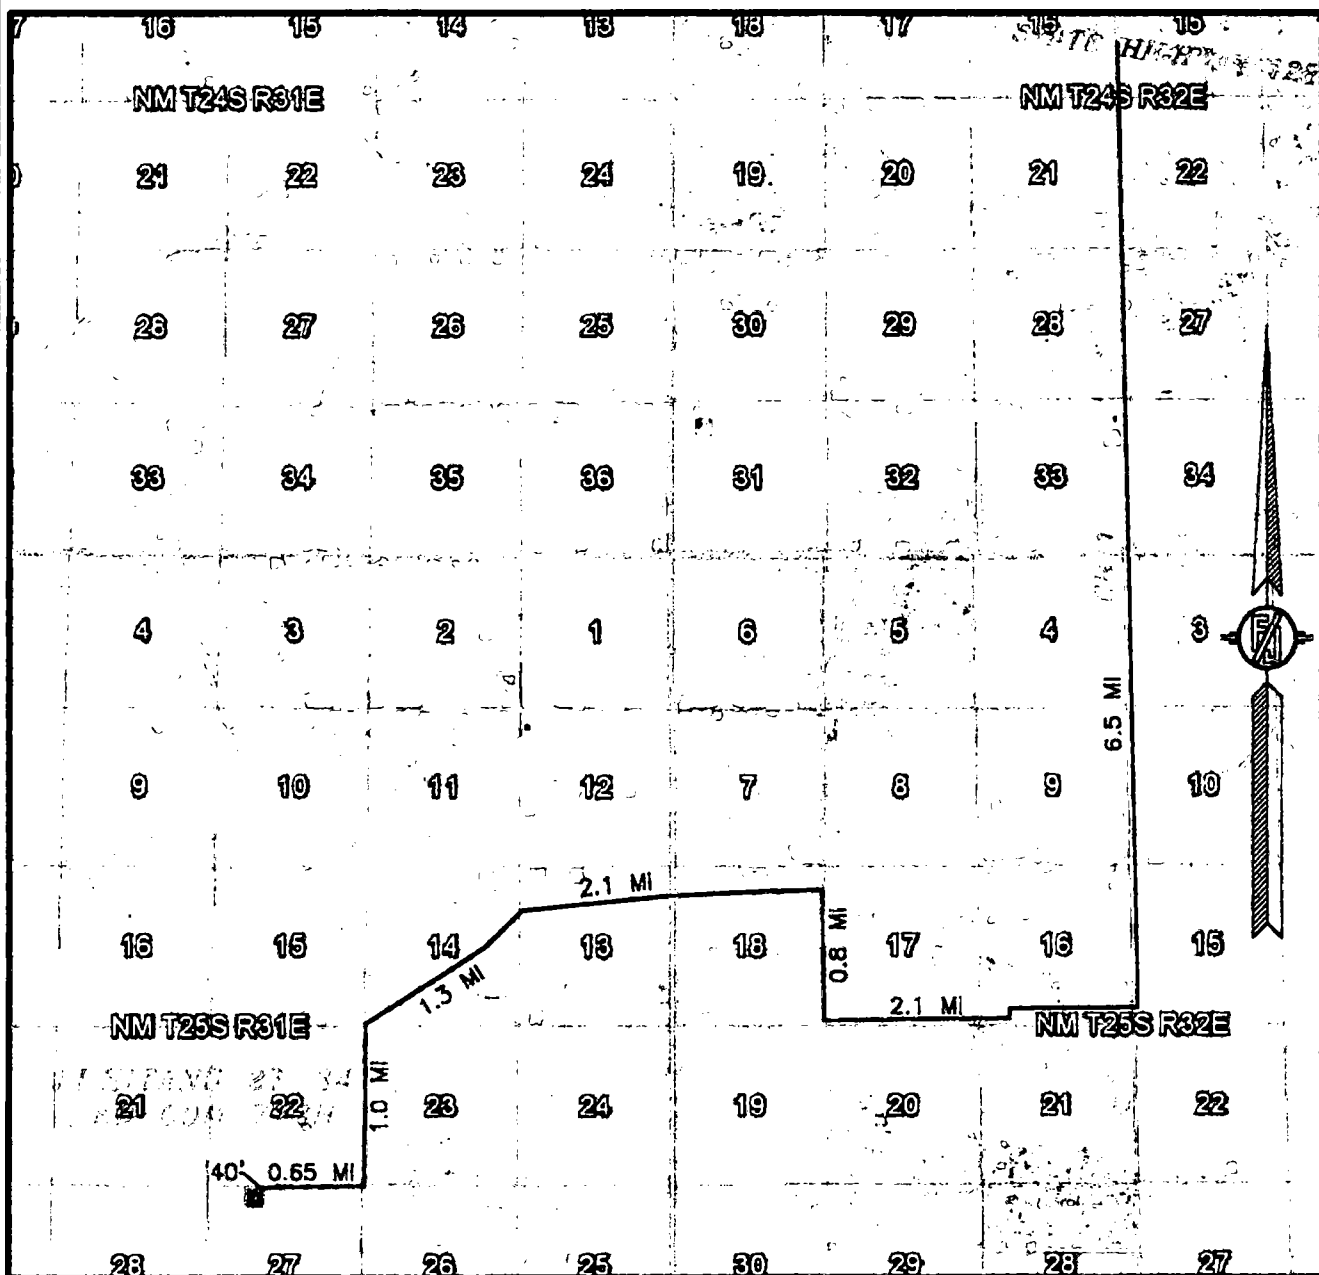 7 16 15 14 13 18 17 16 15
STATE HIGHWAY 128
NM T24S R31E NM T24S R32E
21 22 23 24 19 20 21 22
28 27 26 25 30 29 28 27
33 34 35 36 31 32 33 34
4 3 2 1 6 5 4 3
6.5 MI
9 10 11 12 7 8 9 10
2.1 MI
16 15 14 13 18 17 16 15
0.8 MI
1.3 MI
2.1 MI
NM T25S R31E NM T25S R32E
1.0 MI
21 22 23 24 19 20 21 22
40' 0.65 MI
28 27 26 25 30 29 28 27